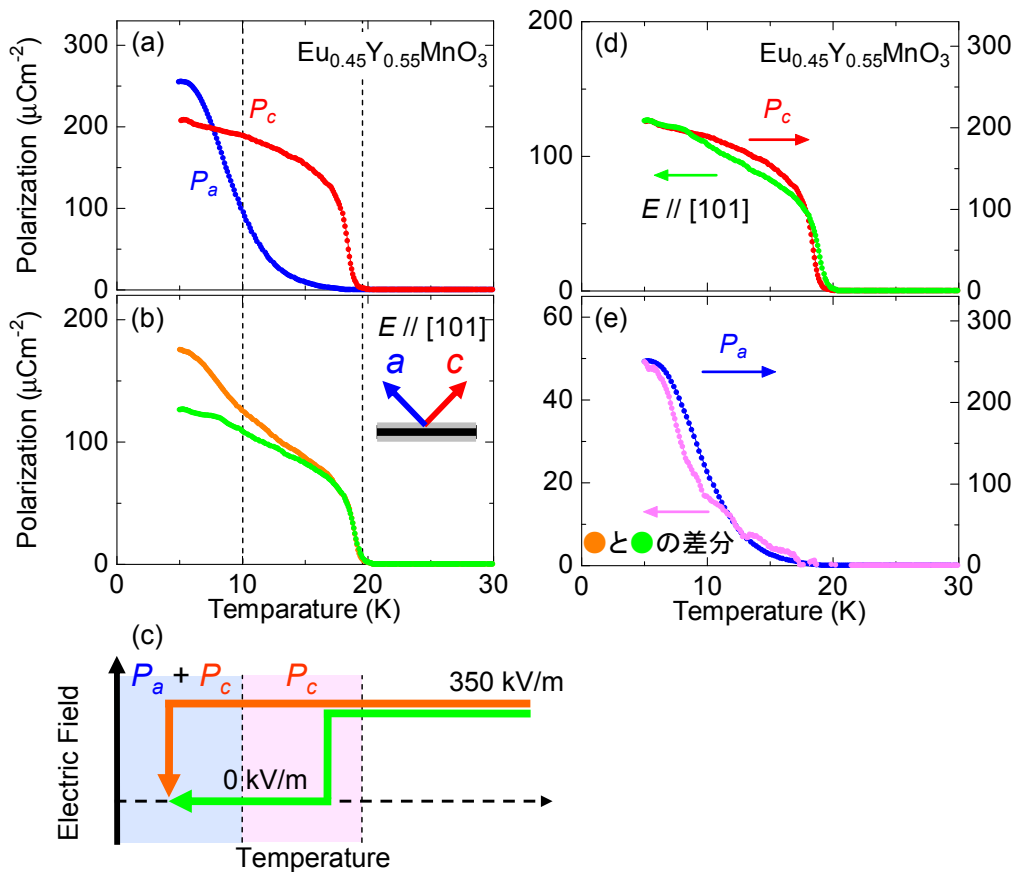 (a)
Eu0.45Y0.55MnO3
Pc
Pa
Polarization (μCm-2)
300
200
100
0
(b)
E // [101]
a
c
Polarization (μCm-2)
200
100
0
0
10
20
30
Temparature (K)
(c)
Pa + Pc
Pc
350 kV/m
0 kV/m
Electric Field
Temperature
(d)
Eu0.45Y0.55MnO3
Pc
E // [101]
200
100
0
300
200
100
0
(e)
Pa
●と●の差分
60
40
20
0
300
200
100
0
0
10
20
30
Temparature (K)